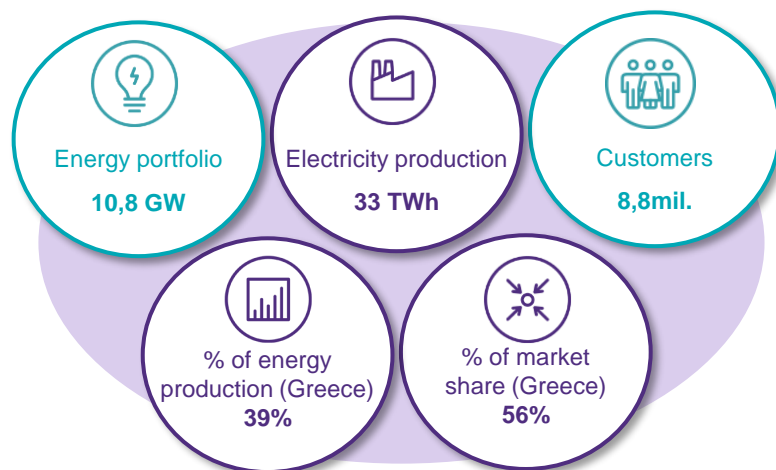 Energy portfolio
10,8 GW
Electricity production
33 TWh
Customers
8,8mil.
% of energy
production (Greece)
39%
% of market
share (Greece)
56%